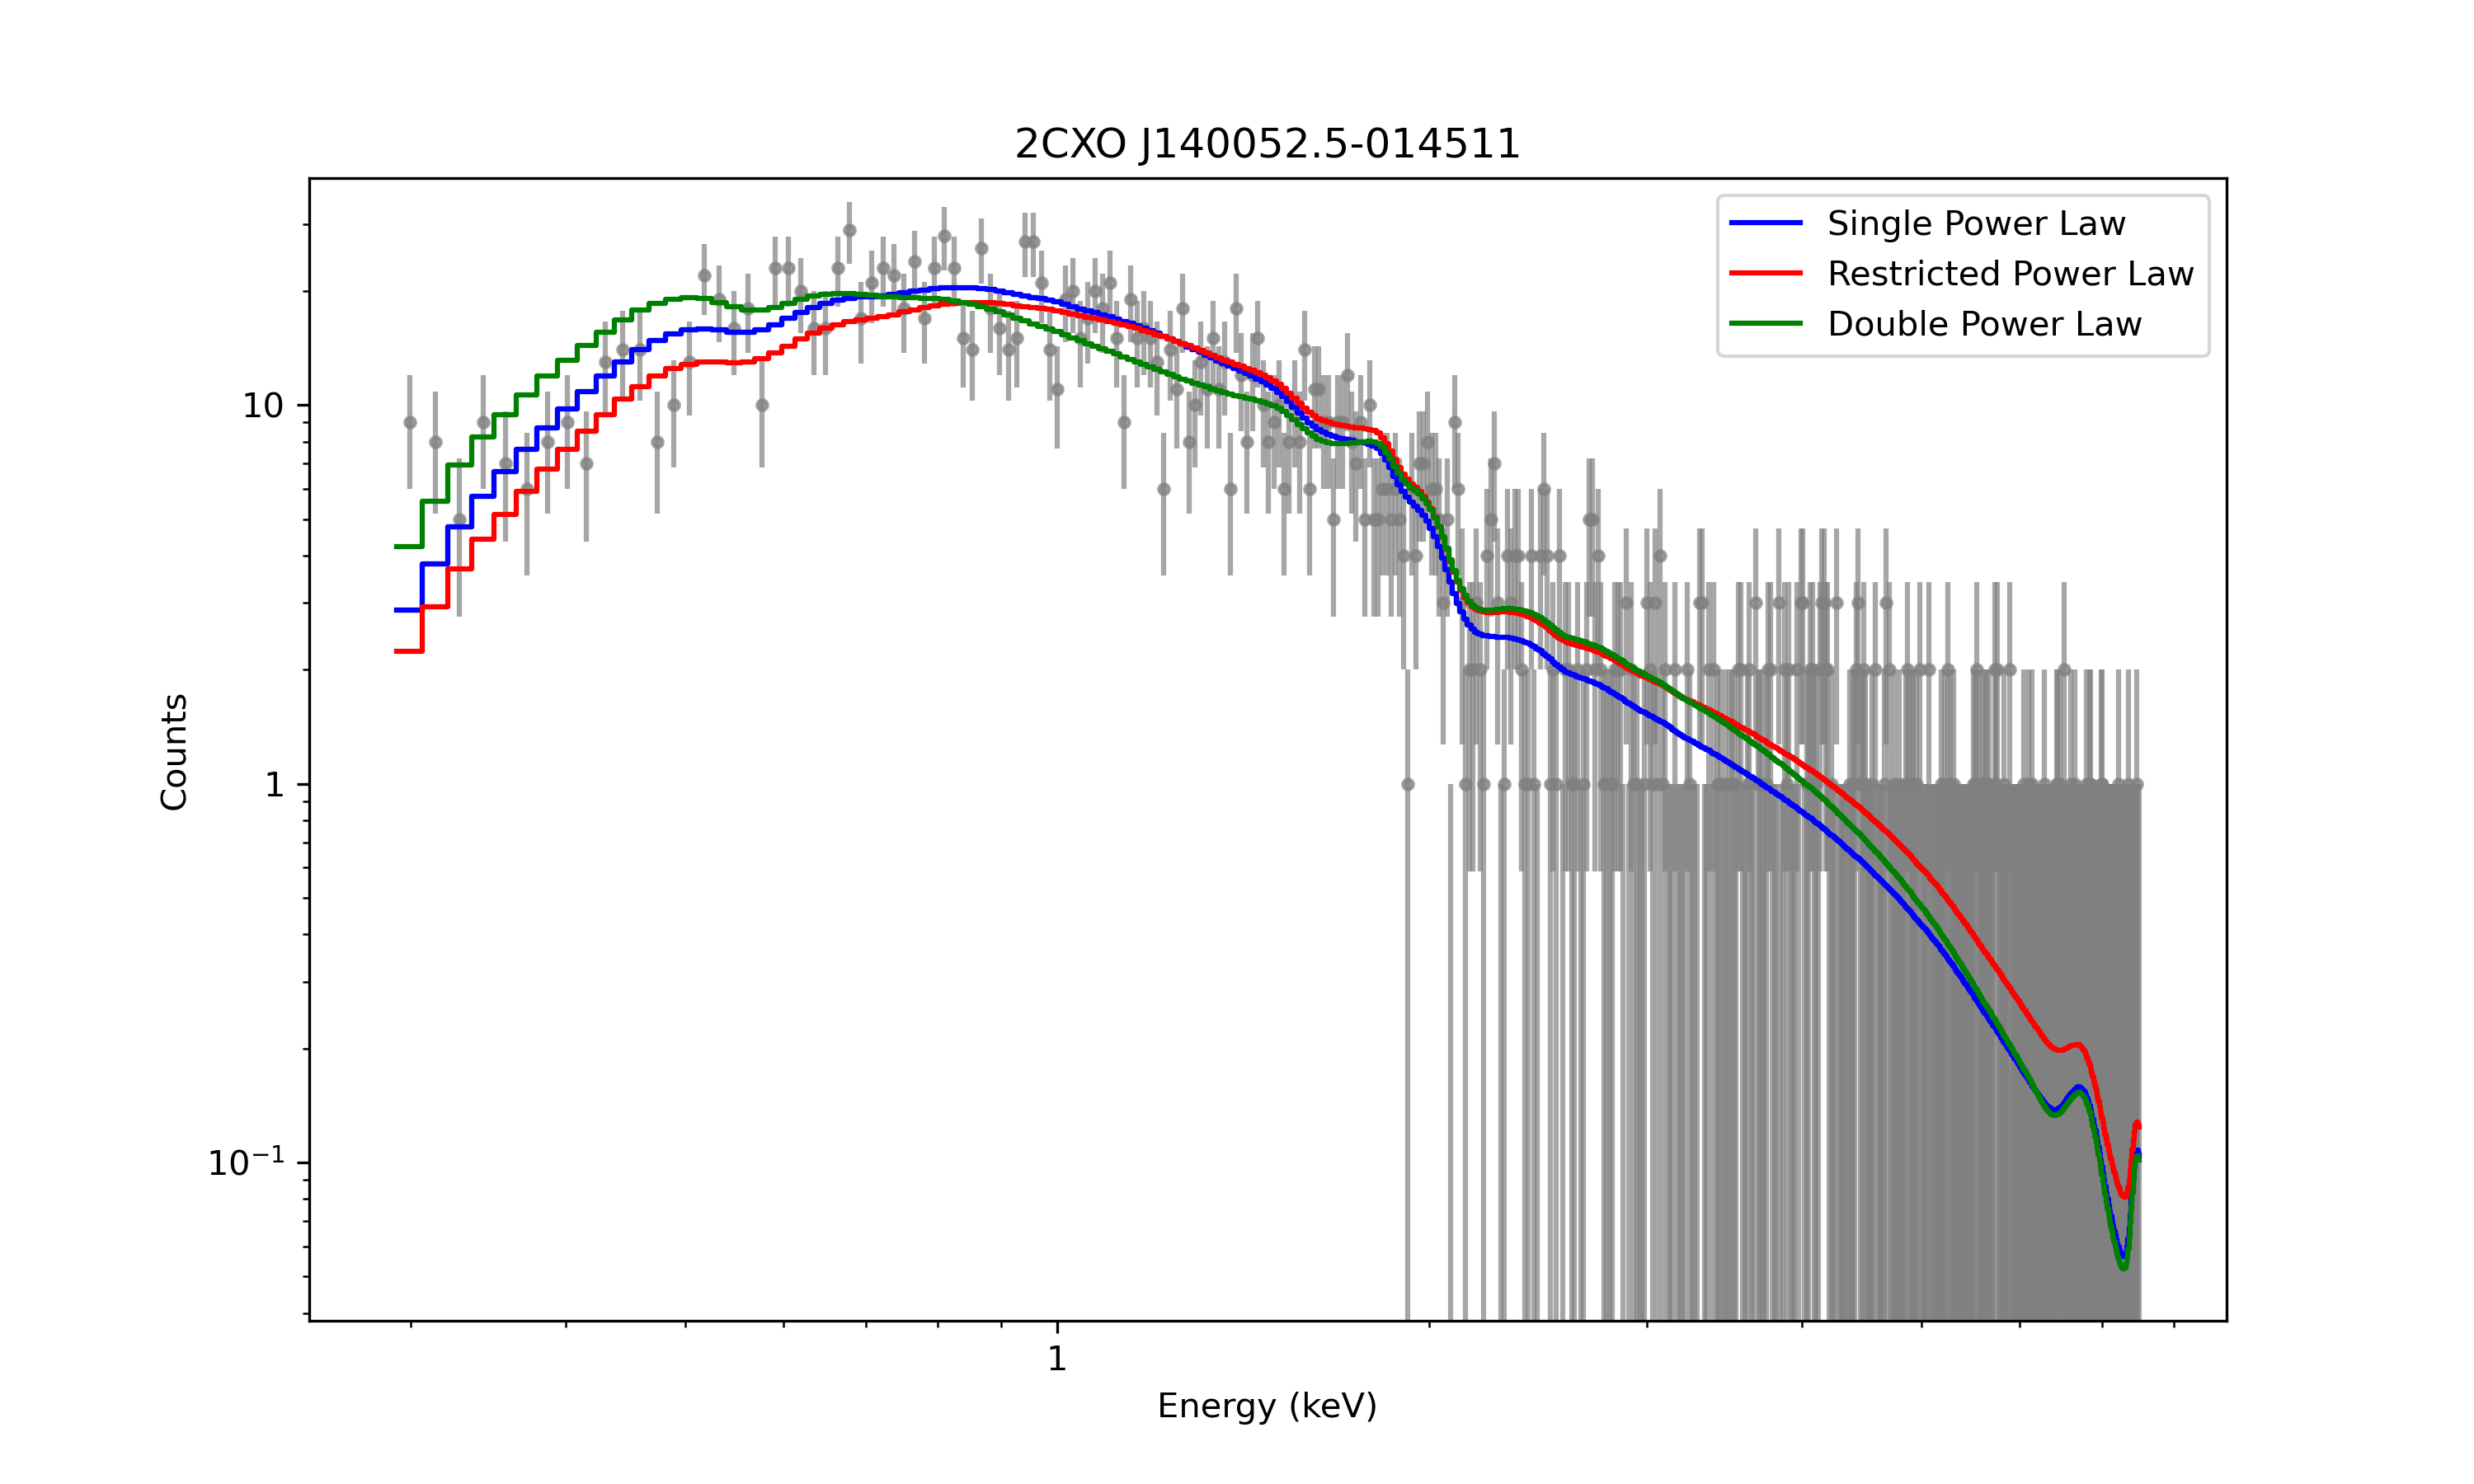 2CXO J140052.5-014511
Single Power Law
Restricted Power Law
Double Power Law
10
1
10⁻¹
Counts
1
Energy (keV)